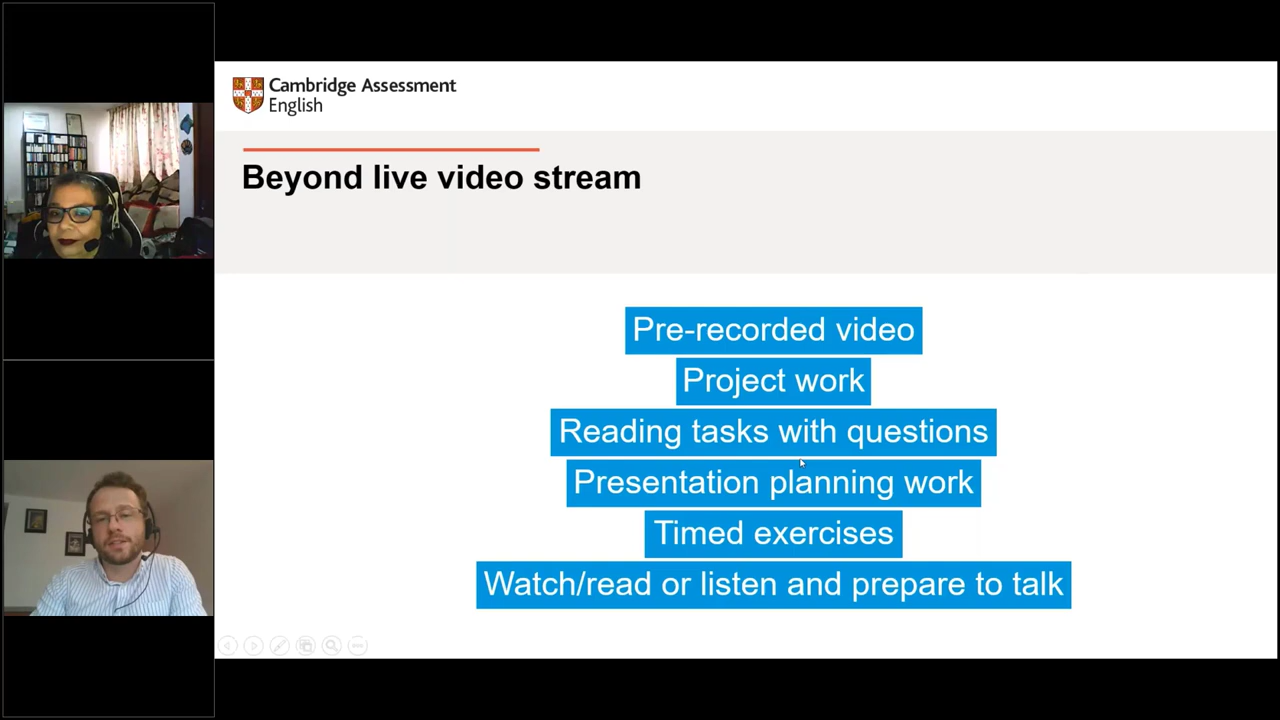 Cambridge Assessment
English
Beyond live video stream
Pre-recorded video
Project work
Reading tasks with questions
Presentation planning work
Timed exercises
Watch/read or listen and prepare to talk